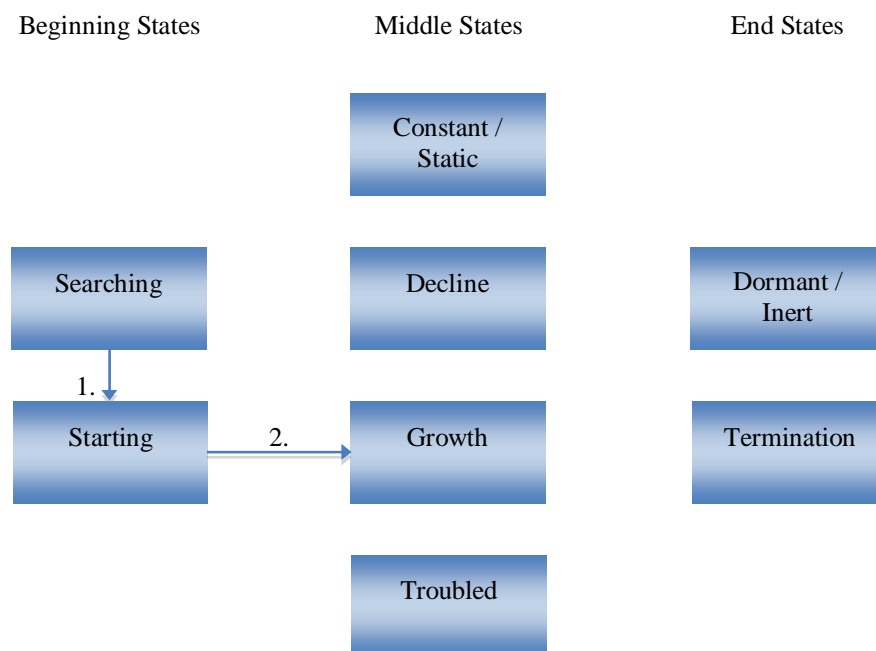 Beginning States
Middle States
End States
Constant /
Static
Searching
Decline
Dormant /
Inert
1.
Starting
2.
Growth
Termination
Troubled